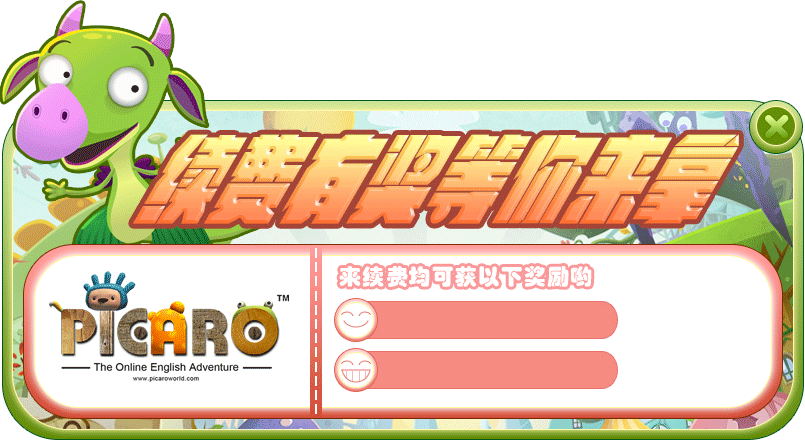 续费有奖等你来拿
来续费均可获以下奖励哟
PICARO™
The Online English Adventure
www.picaroworld.com